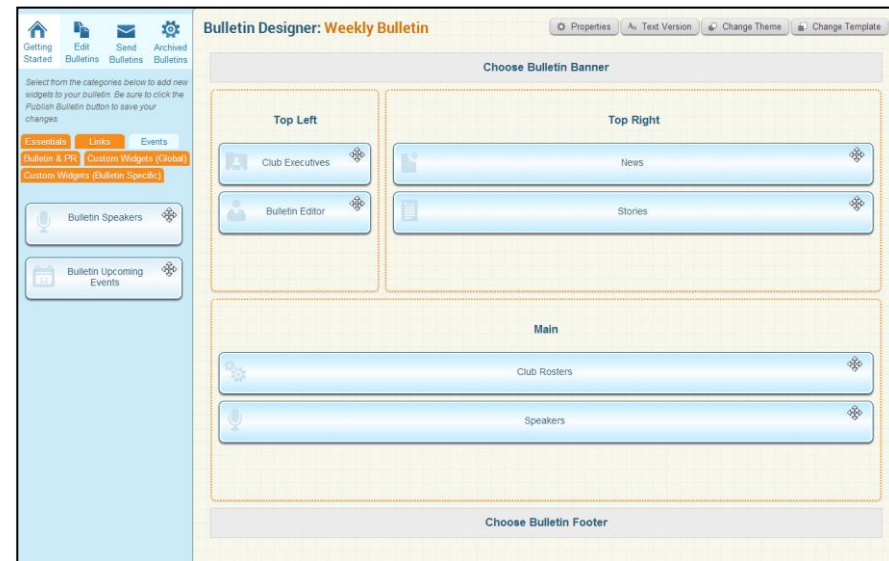 Getting Started
Edit Bulletins
Send Bulletins
Archived Bulletins
Select from the categories below to add new
widgets to your bulletin. Be sure to click the
Publish Bulletin button to save your
changes.
Essentials
Links
Events
Bulletin & PR
Custom Widgets (Global)
Custom Widgets (Bulletin Specific)
Bulletin Speakers
Bulletin Upcoming
Events
Bulletin Designer: Weekly Bulletin
Properties
Text Version
Change Theme
Change Template
Choose Bulletin Banner
Top Left
Club Executives
Bulletin Editor
Top Right
News
Stories
Main
Club Rosters
Speakers
Choose Bulletin Footer